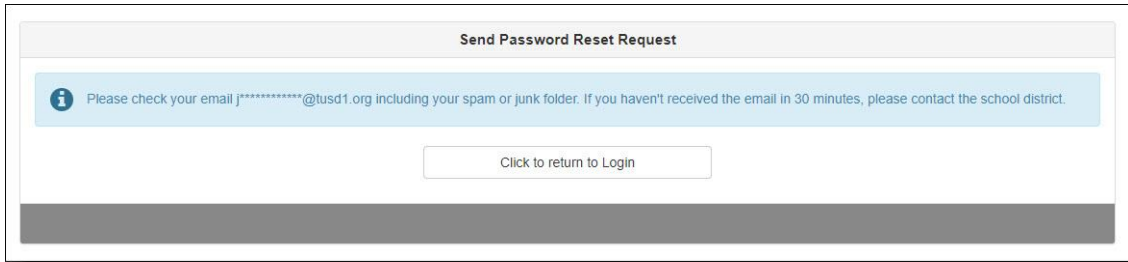 Send Password Reset Request
Please check your email j************@tusd1.org including your spam or junk folder. If you haven't received the email in 30 minutes, please contact the school district.
Click to return to Login